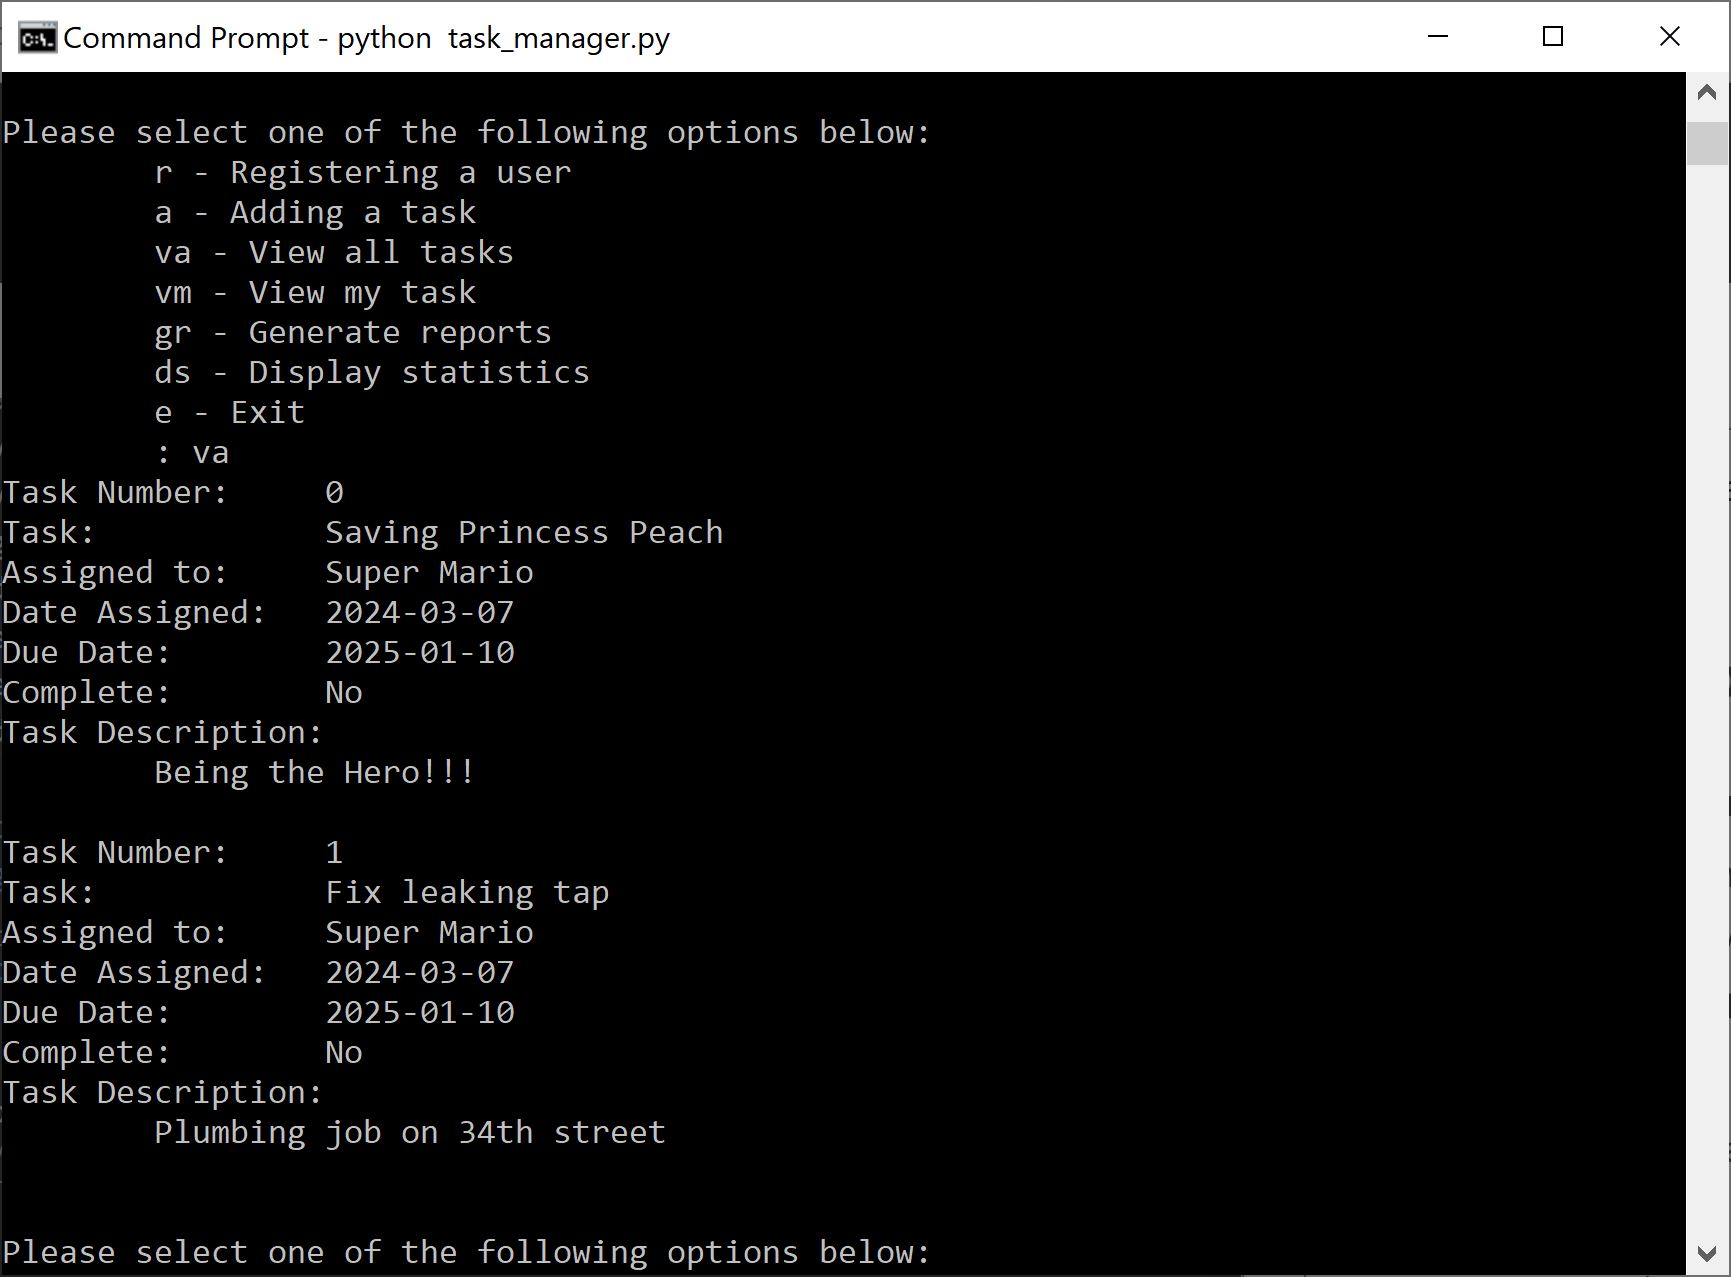 Command Prompt - python  task_manager.py
Please select one of the following options below:
r - Registering a user
a - Adding a task
va - View all tasks
vm - View my task
gr - Generate reports
ds - Display statistics
e - Exit
: va
Task Number:     0
Task:            Saving Princess Peach
Assigned to:     Super Mario
Date Assigned:   2024-03-07
Due Date:        2025-01-10
Complete:        No
Task Description:
Being the Hero!!!
Task Number:     1
Task:            Fix leaking tap
Assigned to:     Super Mario
Date Assigned:   2024-03-07
Due Date:        2025-01-10
Complete:        No
Task Description:
Plumbing job on 34th street
Please select one of the following options below: